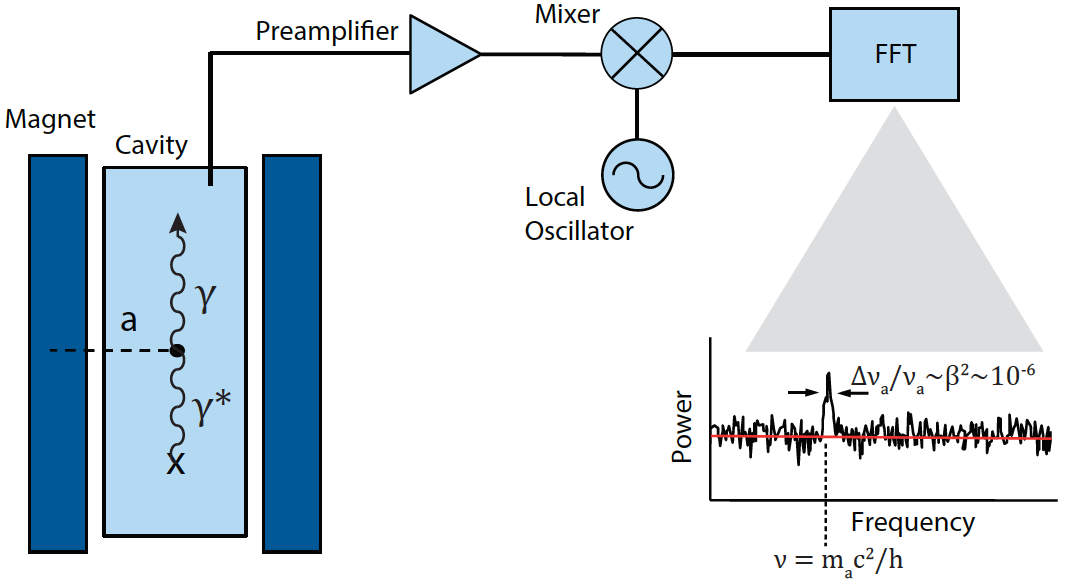 Mixer
Preamplifier
FFT
Magnet
Cavity
Local
Oscillator
γ
a
γ*
x
Δνₐ/νₐ~β²~10⁻⁶
Power
Frequency
ν = mₐc²/h